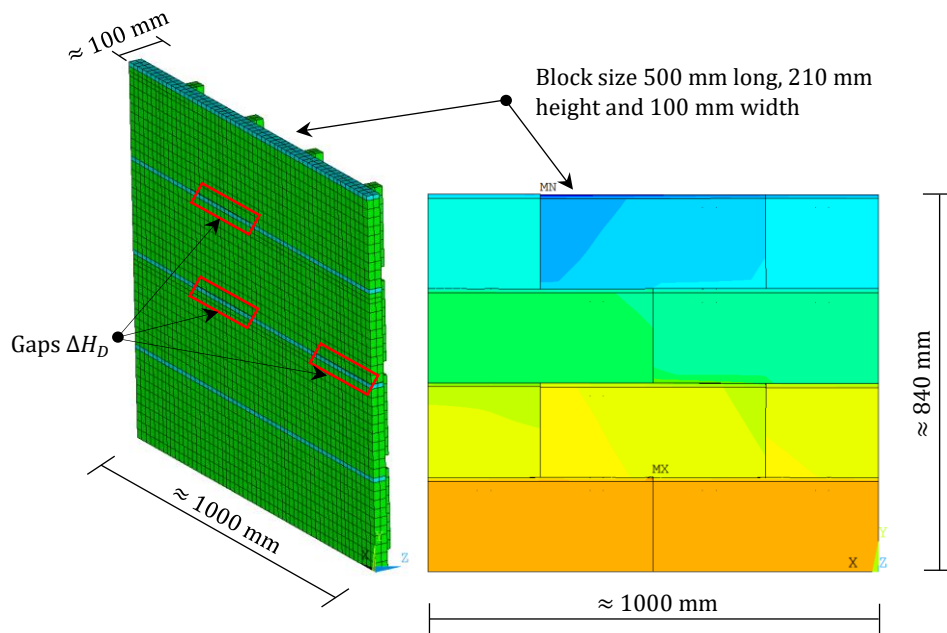 ≈ 100 mm
Block size 500 mm long, 210 mm
height and 100 mm width
MN
Gaps ΔH_D
≈ 840 mm
MX
≈ 1000 mm
X
Z
Y
X
Z
≈ 1000 mm